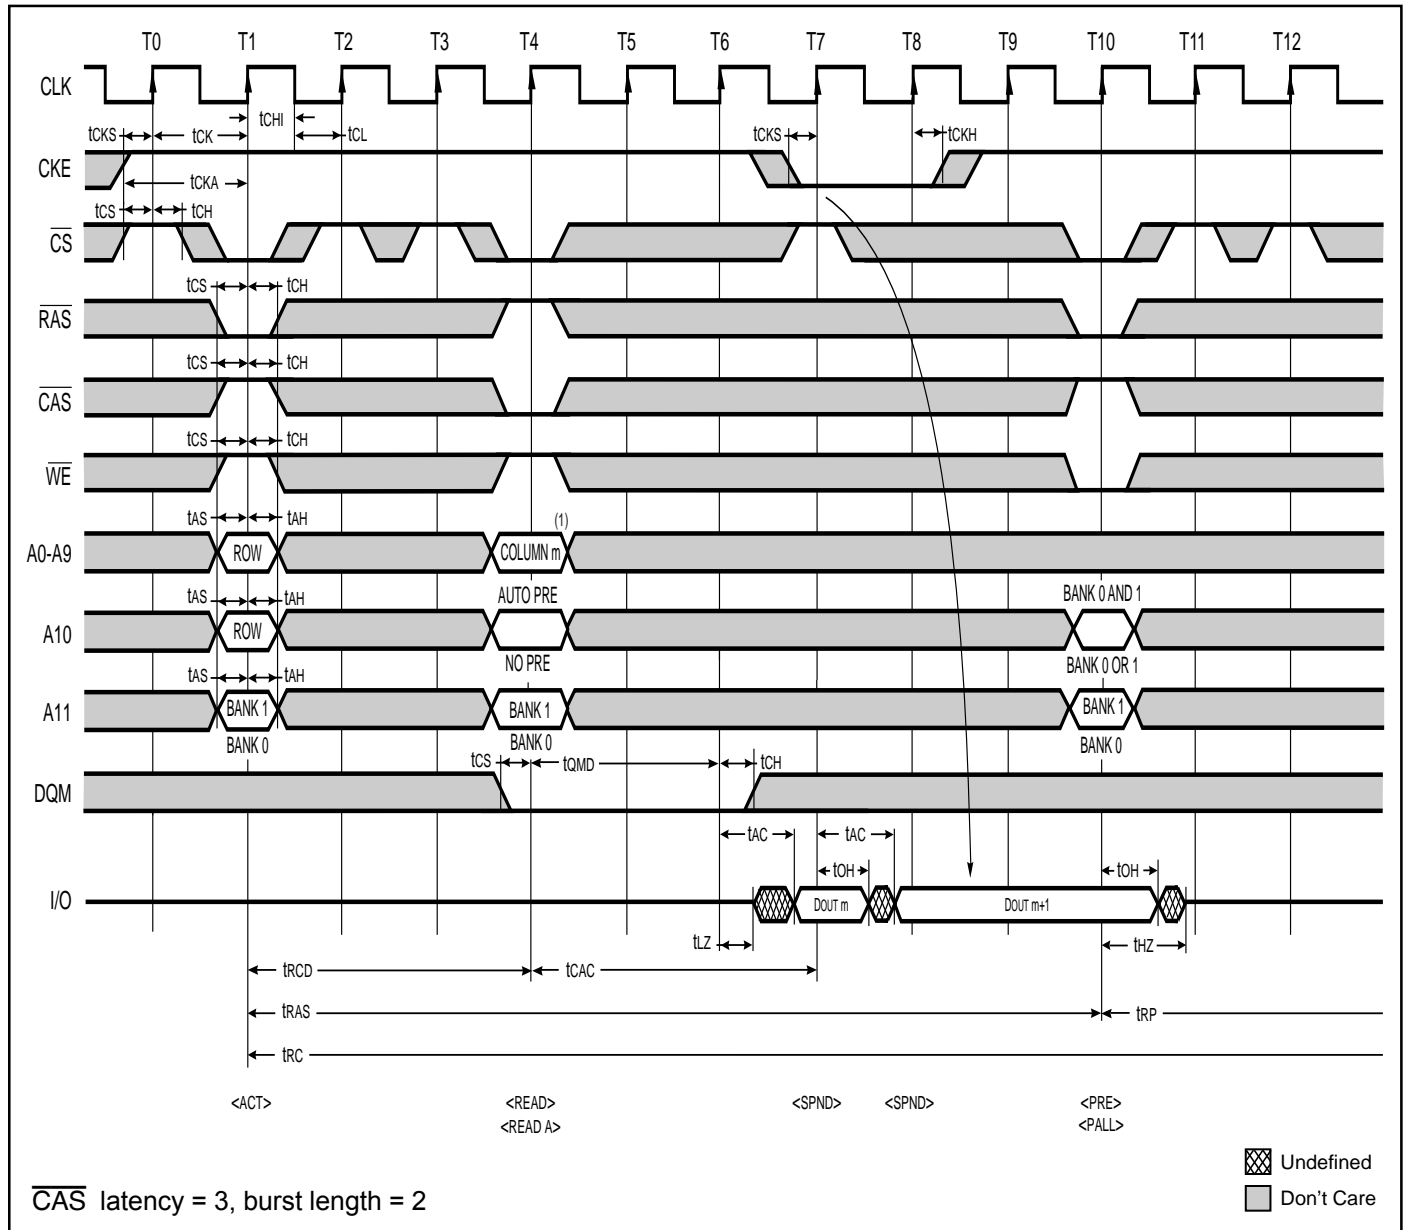 T0 T1 T2 T3 T4 T5 T6 T7 T8 T9 T10 T11 T12
CLK
tCHI
tCKS tCK tCL tCKS tCKH
CKE
tCKA
tCS tCH
CS
tCS tCH
RAS
tCS tCH
CAS
tCS tCH
WE
tAS tAH (1)
A0-A9 ROW COLUMN m
tAS tAH AUTO PRE BANK 0 AND 1
A10 ROW
NO PRE BANK 0 OR 1
tAS tAH
A11 BANK 1 BANK 1 BANK 1
BANK 0 BANK 0 BANK 0
tCS tQMD tCH
DQM
tAC tAC
tOH tOH
I/O DOUT m DOUT m+1
tLZ tHZ
tRCD tCAC
tRAS tRP
tRC
<ACT> <READ> <SPND> <SPND> <PRE>
<READ A> <PALL>
Undefined
Don't Care
CAS latency = 3, burst length = 2